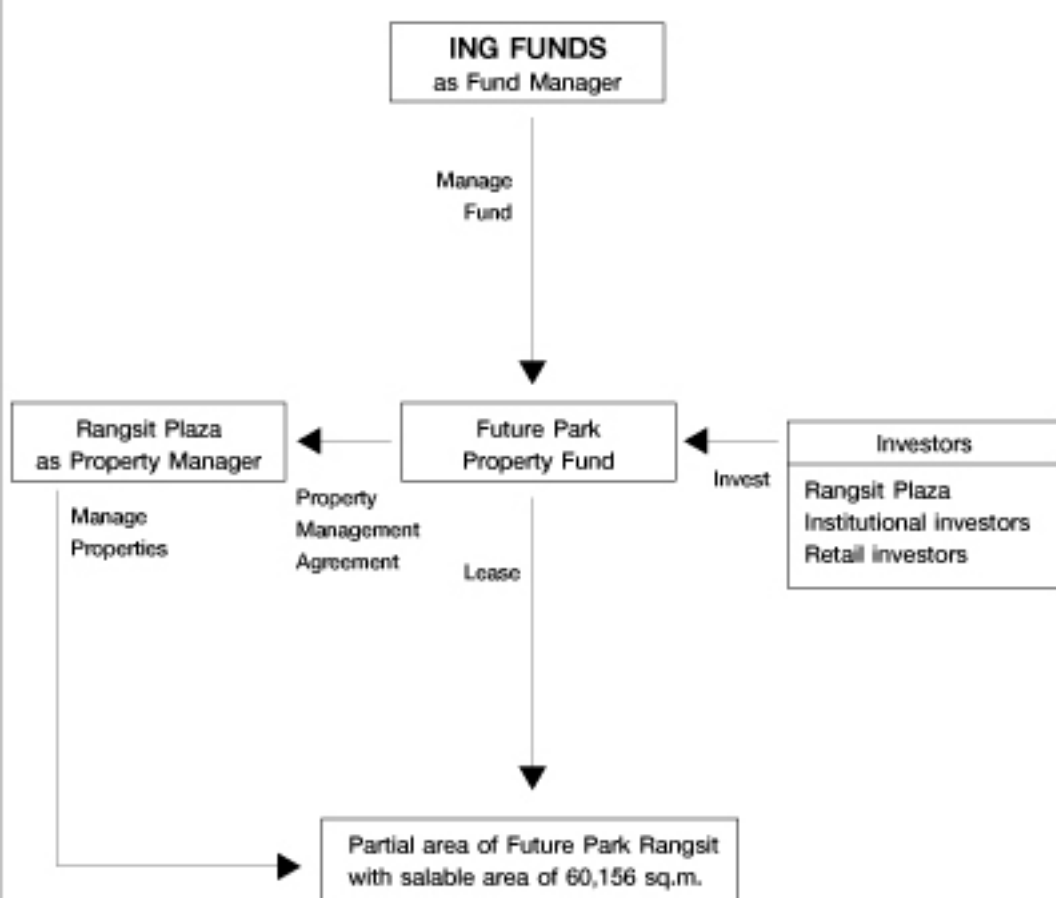 ING FUNDS
as Fund Manager
Manage
Fund
Rangsit Plaza
as Property Manager
Future Park
Property Fund
Investors
Invest
Rangsit Plaza
Institutional investors
Retail investors
Property
Management
Agreement
Manage
Properties
Lease
Partial area of Future Park Rangsit
with salable area of 60,156 sq.m.